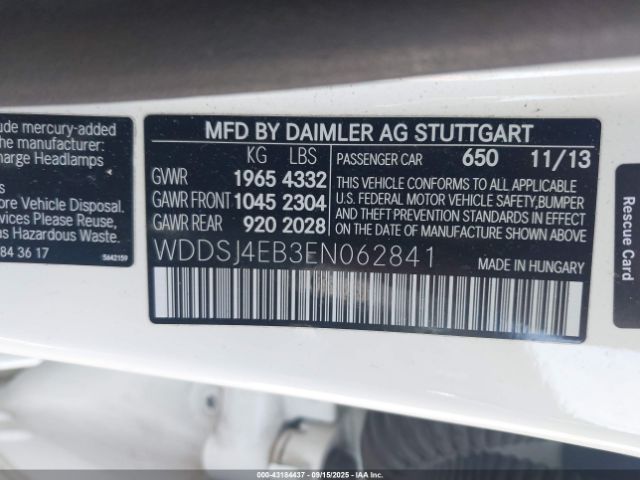 ude mercury-added
the manufacturer:
harge Headlamps
s
ore Vehicle Disposal.
. Please Reuse,
as Hazardous Waste.
84 36 17
5642159
MFD BY DAIMLER AG STUTTGART
KG LBS
GVWR 1965 4332
GAWR FRONT 1045 2304
GAWR REAR 920 2028
PASSENGER CAR 650 11/13
THIS VEHICLE CONFORMS TO ALL APPLICABLE
U.S. FEDERAL MOTOR VEHICLE SAFETY,BUMPER
AND THEFT PREVENTION STANDARDS IN EFFECT
ON THE DATE OF MANUFACTURE SHOWN ABOVE.
WDDSJ4EB3EN062841
MADE IN HUNGARY
Rescue Card
000-43184437 - 09/15/2025 - IAA, INC.